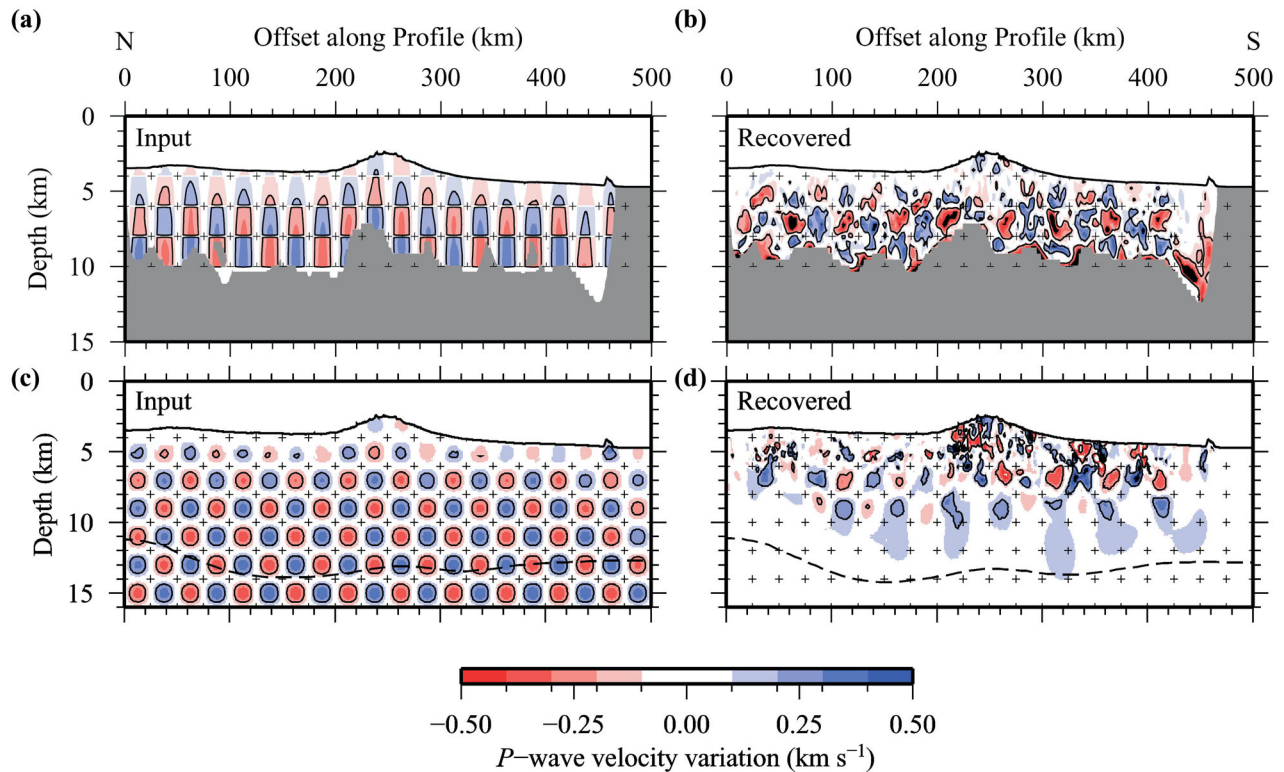 (a)
N
Offset along Profile (km)
0 100 200 300 400 500
Depth (km)
0
5
10
15
Input
(b)
Offset along Profile (km)
S
0 100 200 300 400 500
Recovered
(c)
Depth (km)
0
5
10
15
Input
(d)
Recovered
−0.50 −0.25 0.00 0.25 0.50
P−wave velocity variation (km s⁻¹)